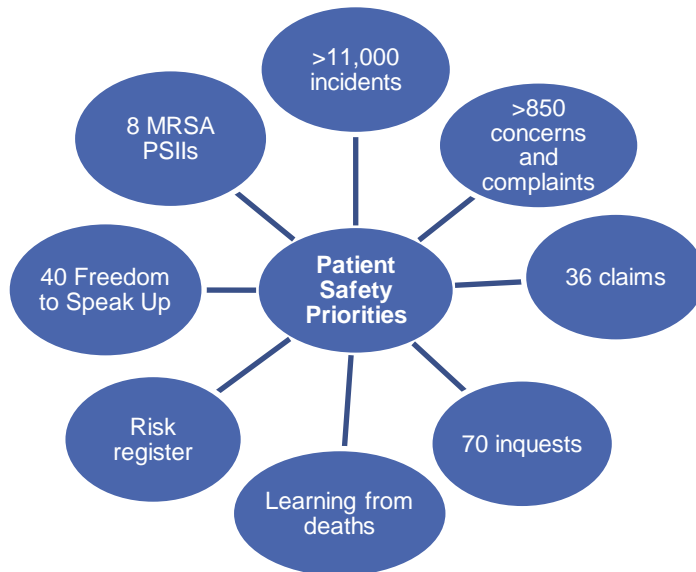 >11,000
incidents
>850
concerns
and
complaints
36 claims
70 inquests
Learning from
deaths
Risk
register
40 Freedom
to Speak Up
8 MRSA
PSIIs
Patient
Safety
Priorities